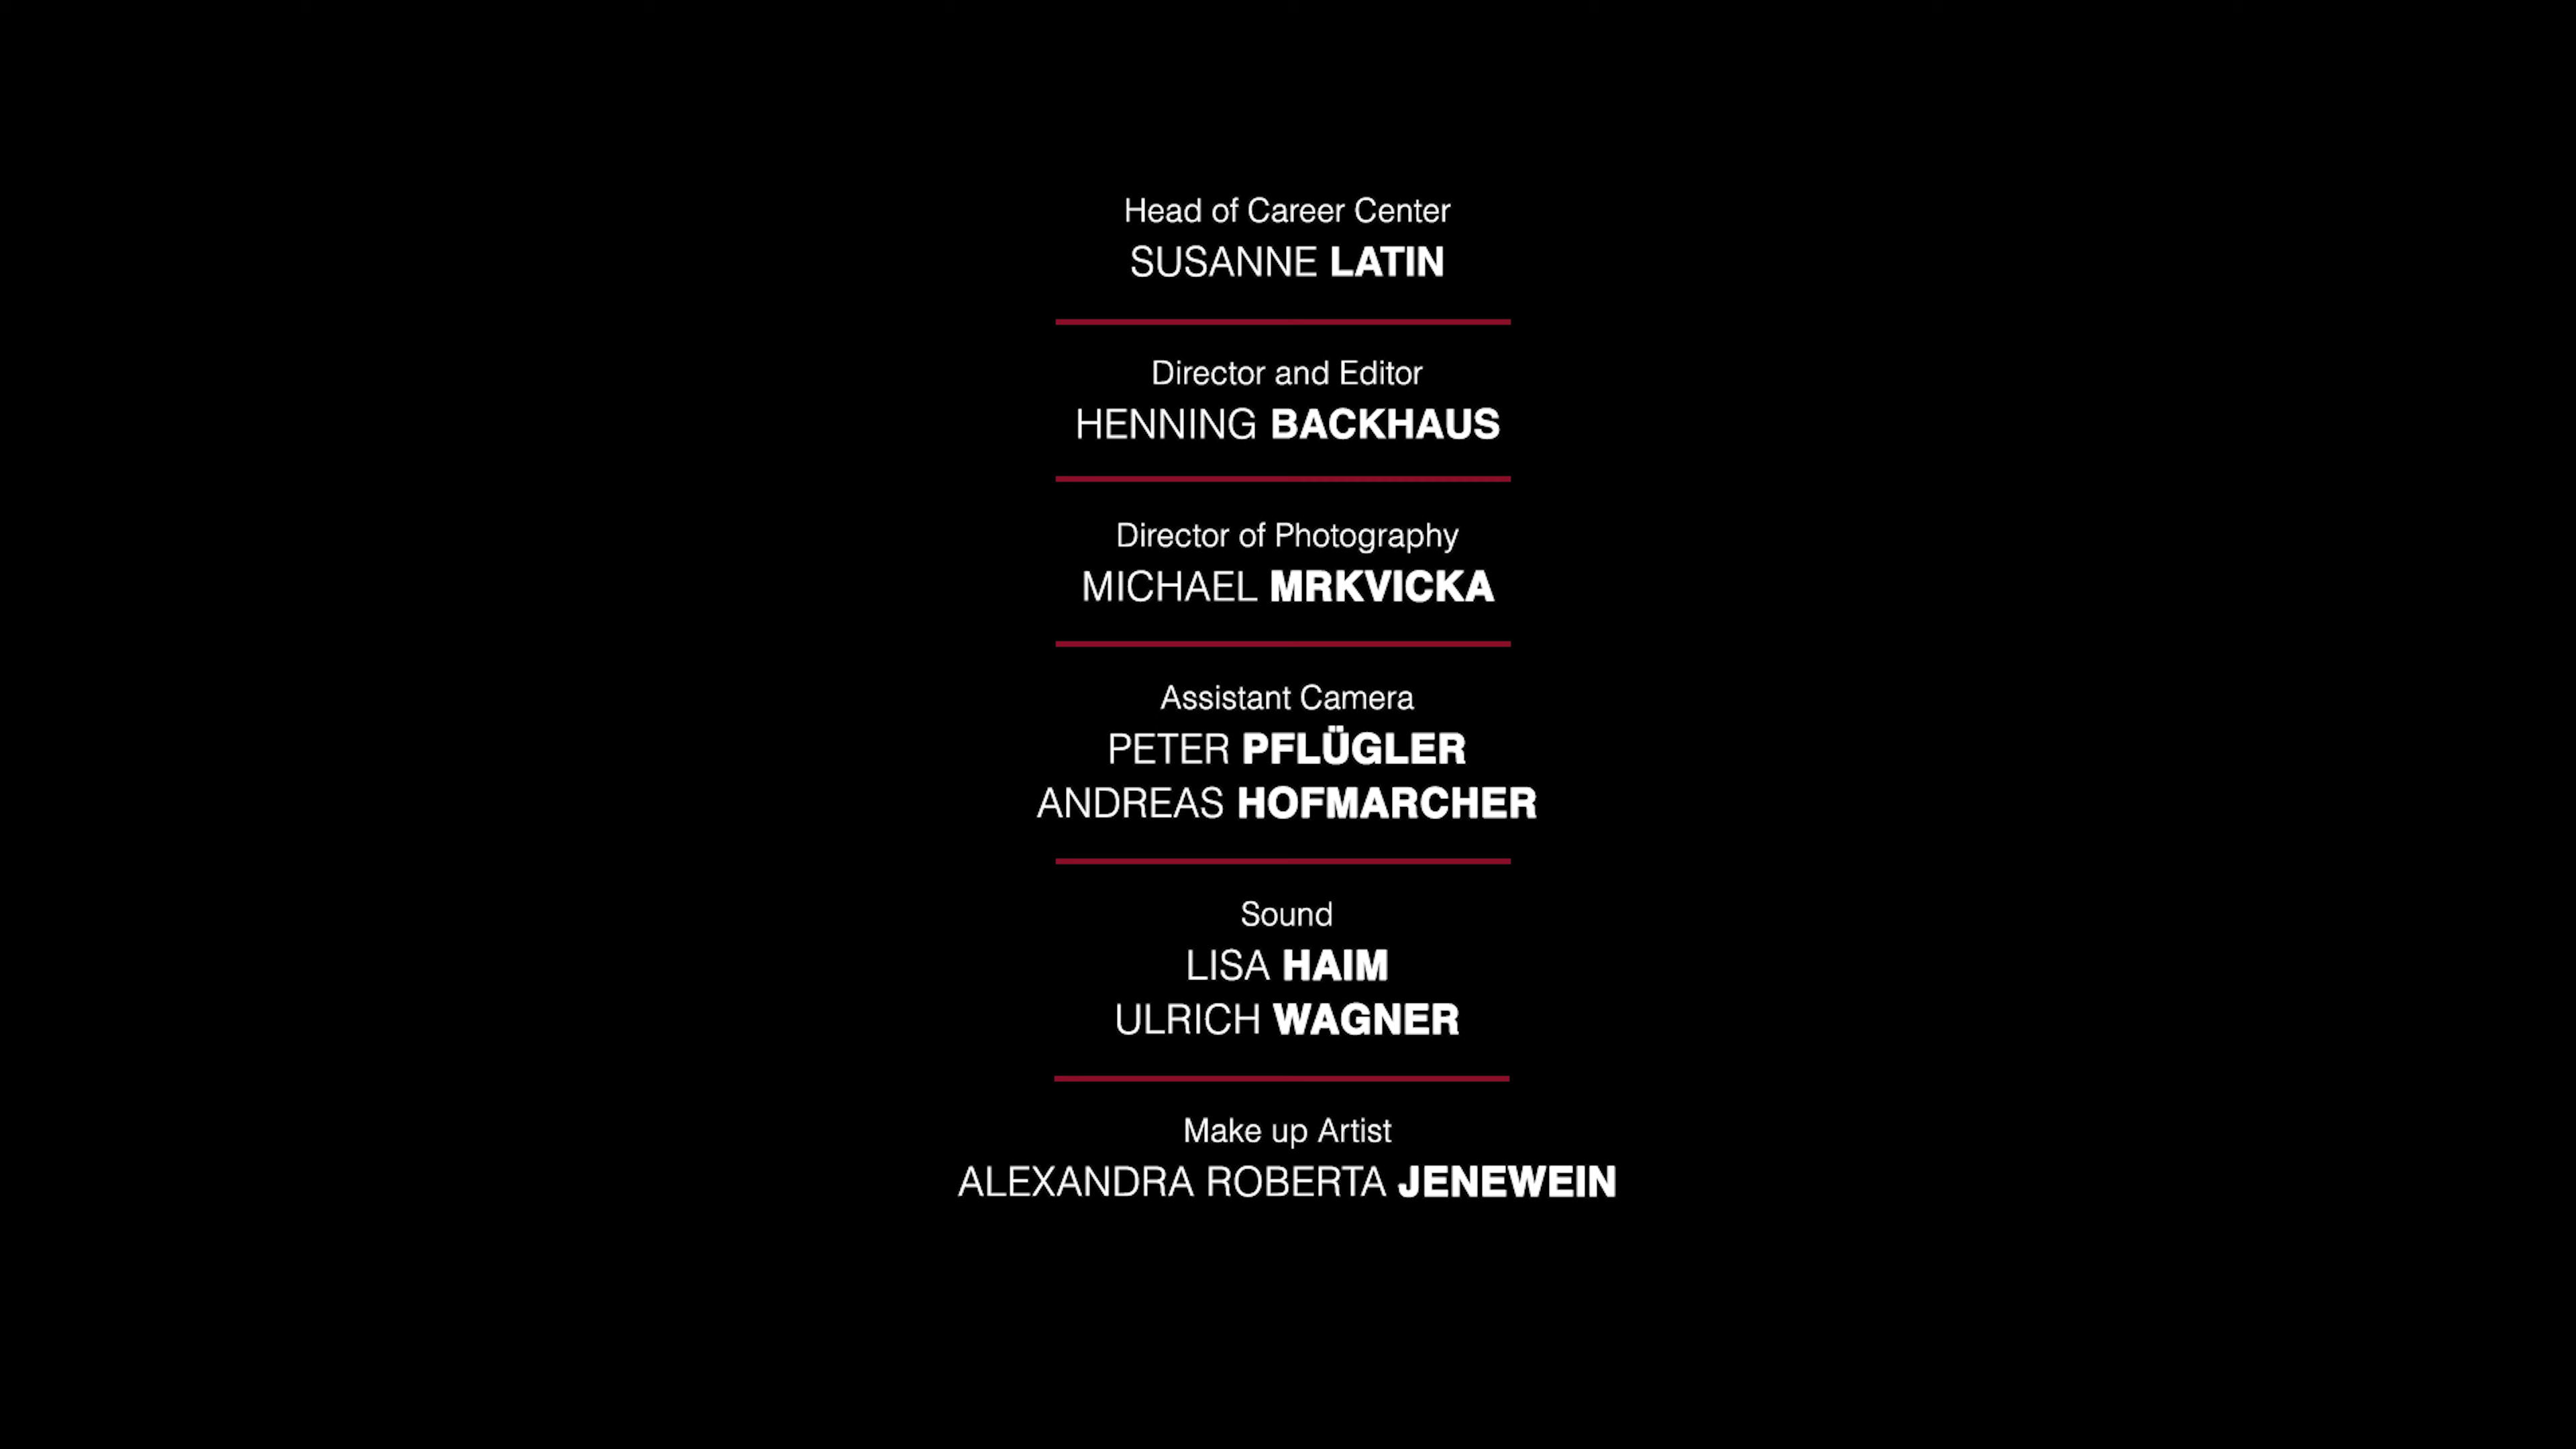 Head of Career Center
SUSANNE LATIN
Director and Editor
HENNING BACKHAUS
Director of Photography
MICHAEL MRKVICKA
Assistant Camera
PETER PFLÜGLER
ANDREAS HOFMARCHER
Sound
LISA HAIM
ULRICH WAGNER
Make up Artist
ALEXANDRA ROBERTA JENEWEIN